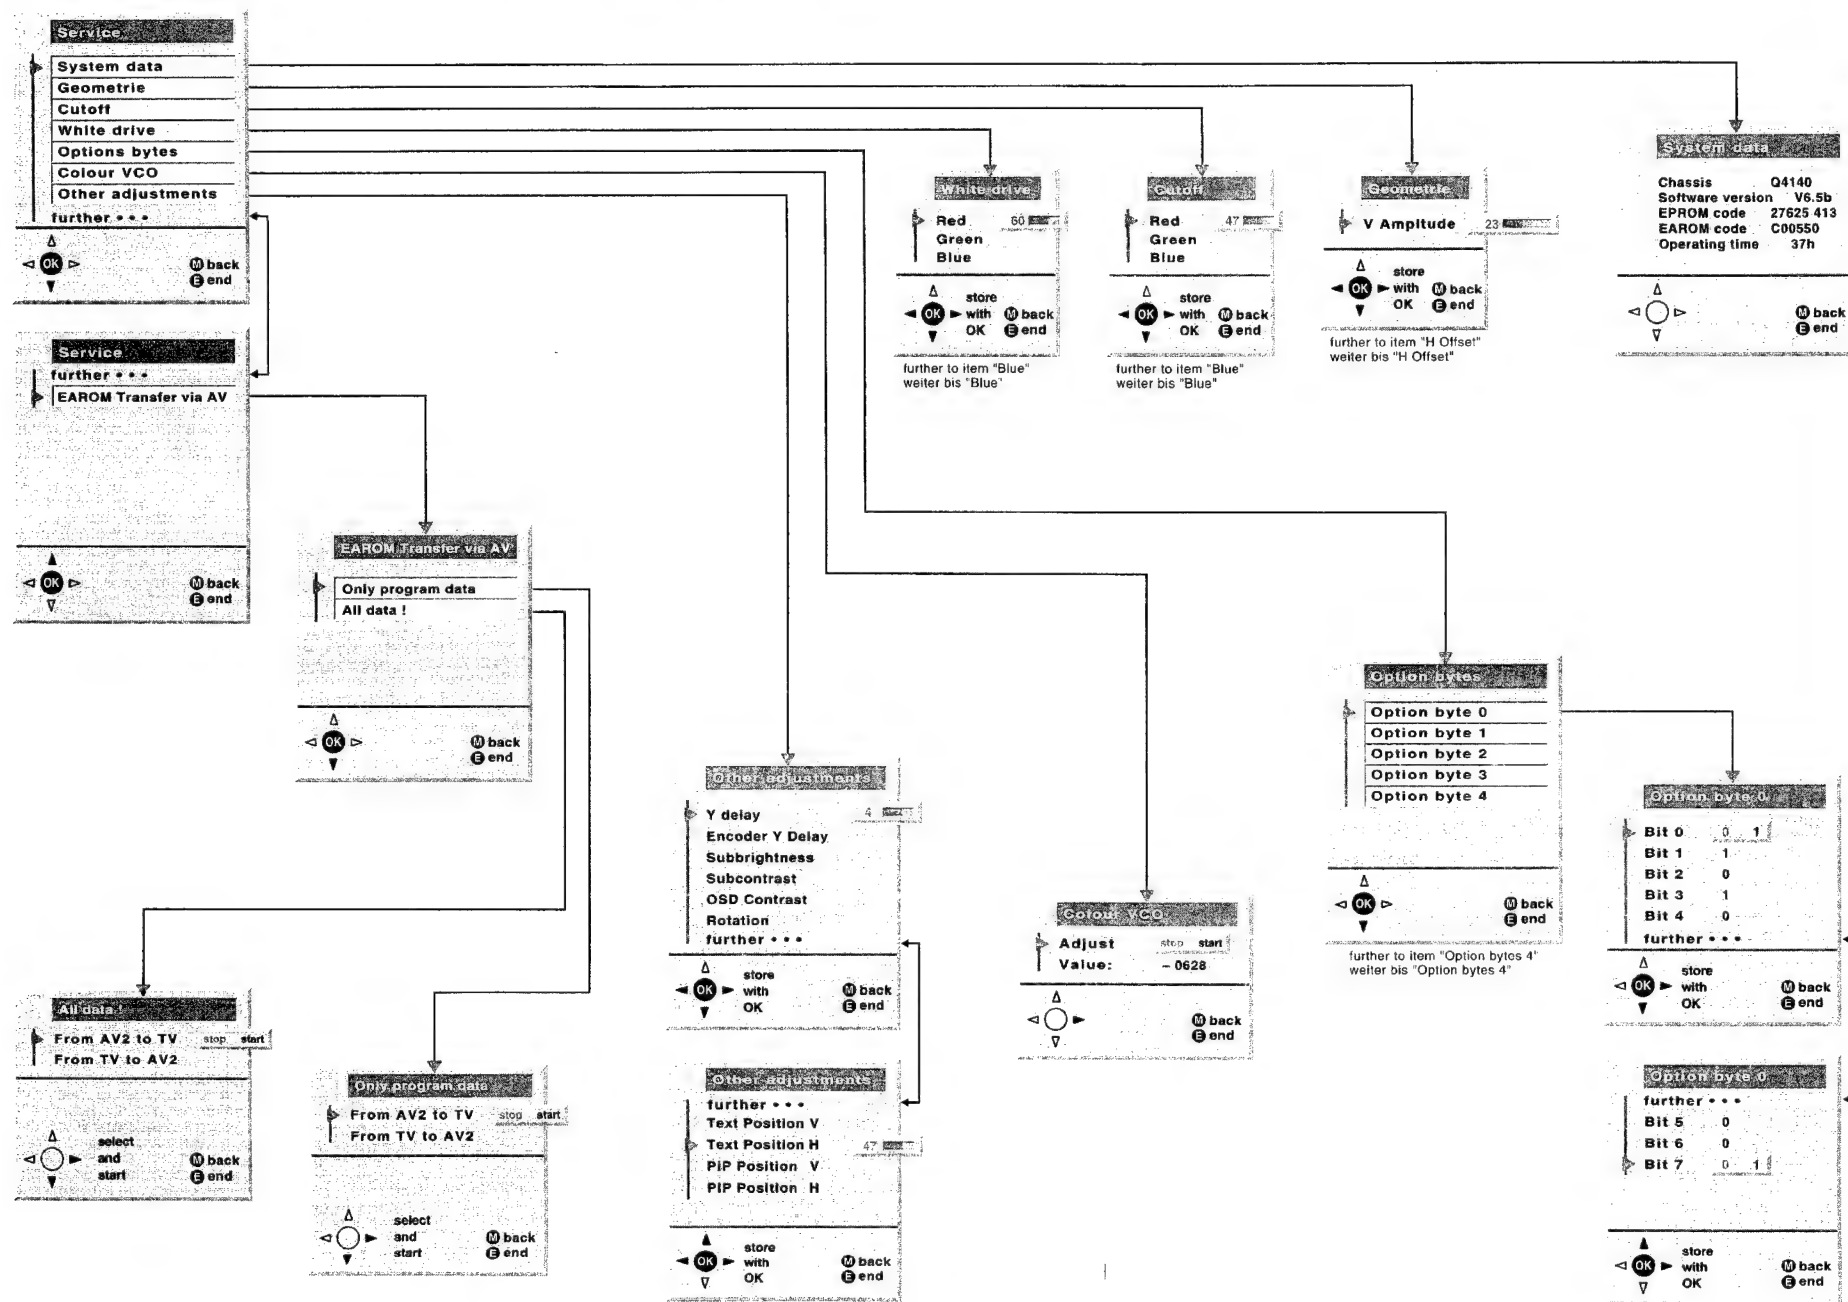 Service
System data
Geometrie
Cutoff
White drive
Options bytes
Colour VCO
Other adjustments
further • • •
OK
M back
E end
Service
further • • •
EAROM Transfer via AV
OK
M back
E end
EAROM Transfer via AV
Only program data
All data !
OK
M back
E end
All data !
From AV2 to TV stop start
From TV to AV2
select
and
start
M back
E end
Only program data
From AV2 to TV stop start
From TV to AV2
select
and
start
M back
E end
Other adjustments
Y delay 4
Encoder Y Delay
Subbrightness
Subcontrast
OSD Contrast
Rotation
further • • •
OK
store
with
OK
M back
E end
Other adjustments
further • • •
Text Position V
Text Position H 47
PIP Position V
PIP Position H
OK
store
with
OK
M back
E end
White drive
Red 60
Green
Blue
OK
store
with
OK
M back
E end
further to item "Blue"
weiter bis "Blue"
Cutoff
Red 47
Green
Blue
OK
store
with
OK
M back
E end
further to item "Blue"
weiter bis "Blue"
Geometrie
V Ampltude 23
OK
store
with
OK
M back
E end
further to item "H Offset"
weiter bis "H Offset"
System data
Chassis Q4140
Software version V6.5b
EPROM code 27625 413
EAROM code C00550
Operating time 37h
M back
E end
Colour VCO
Adjust stop start
Value: – 0628
M back
E end
Option bytes
Option byte 0
Option byte 1
Option byte 2
Option byte 3
Option byte 4
OK
M back
E end
further to item "Option bytes 4"
weiter bis "Option bytes 4"
Option byte 0
Bit 0 0 1
Bit 1 1
Bit 2 0
Bit 3 1
Bit 4 0
further • • •
OK
store
with
OK
M back
E end
Option byte 0
further • • •
Bit 5 0
Bit 6 0
Bit 7 0 1
OK
store
with
OK
M back
E end